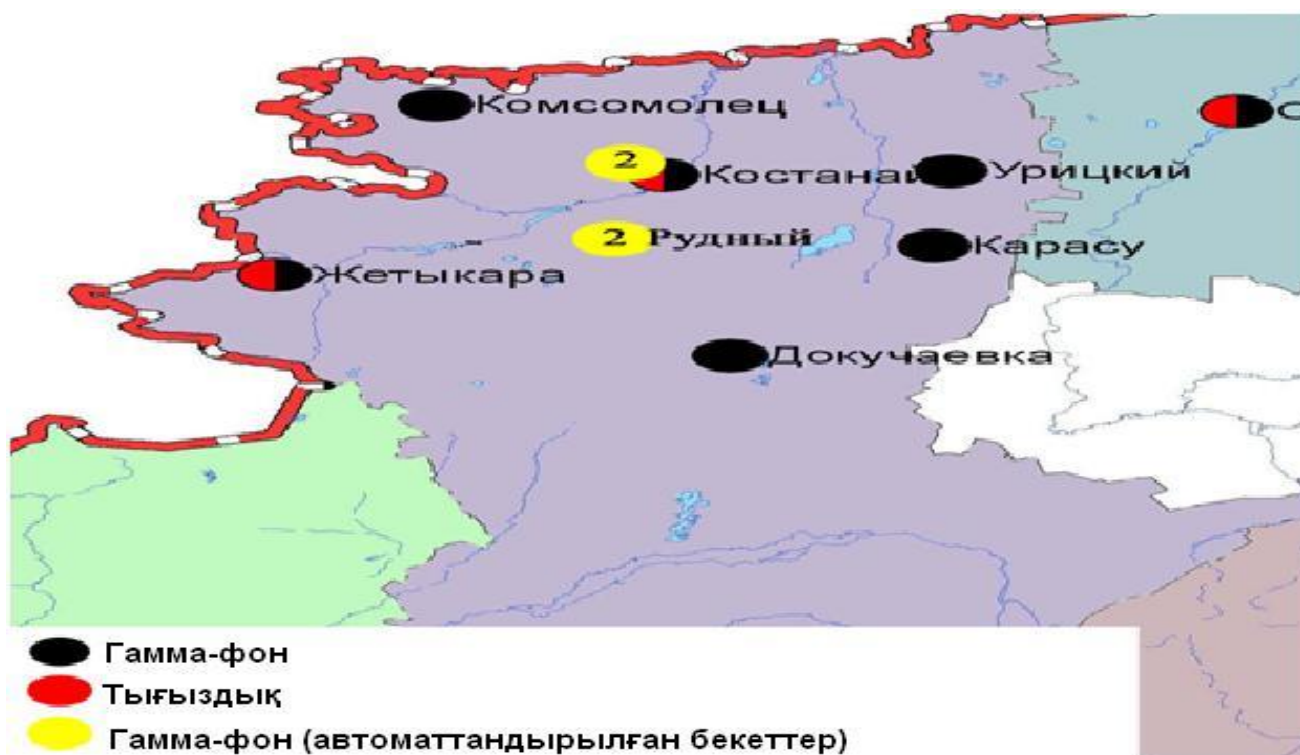 Комсомолец
2
Костанай
Урицкий
2 Рудный
Карасу
Жетыкара
Докучаевка
Гамма-фон
Тығыздық
Гамма-фон (автоматтандырылған бекеттер)